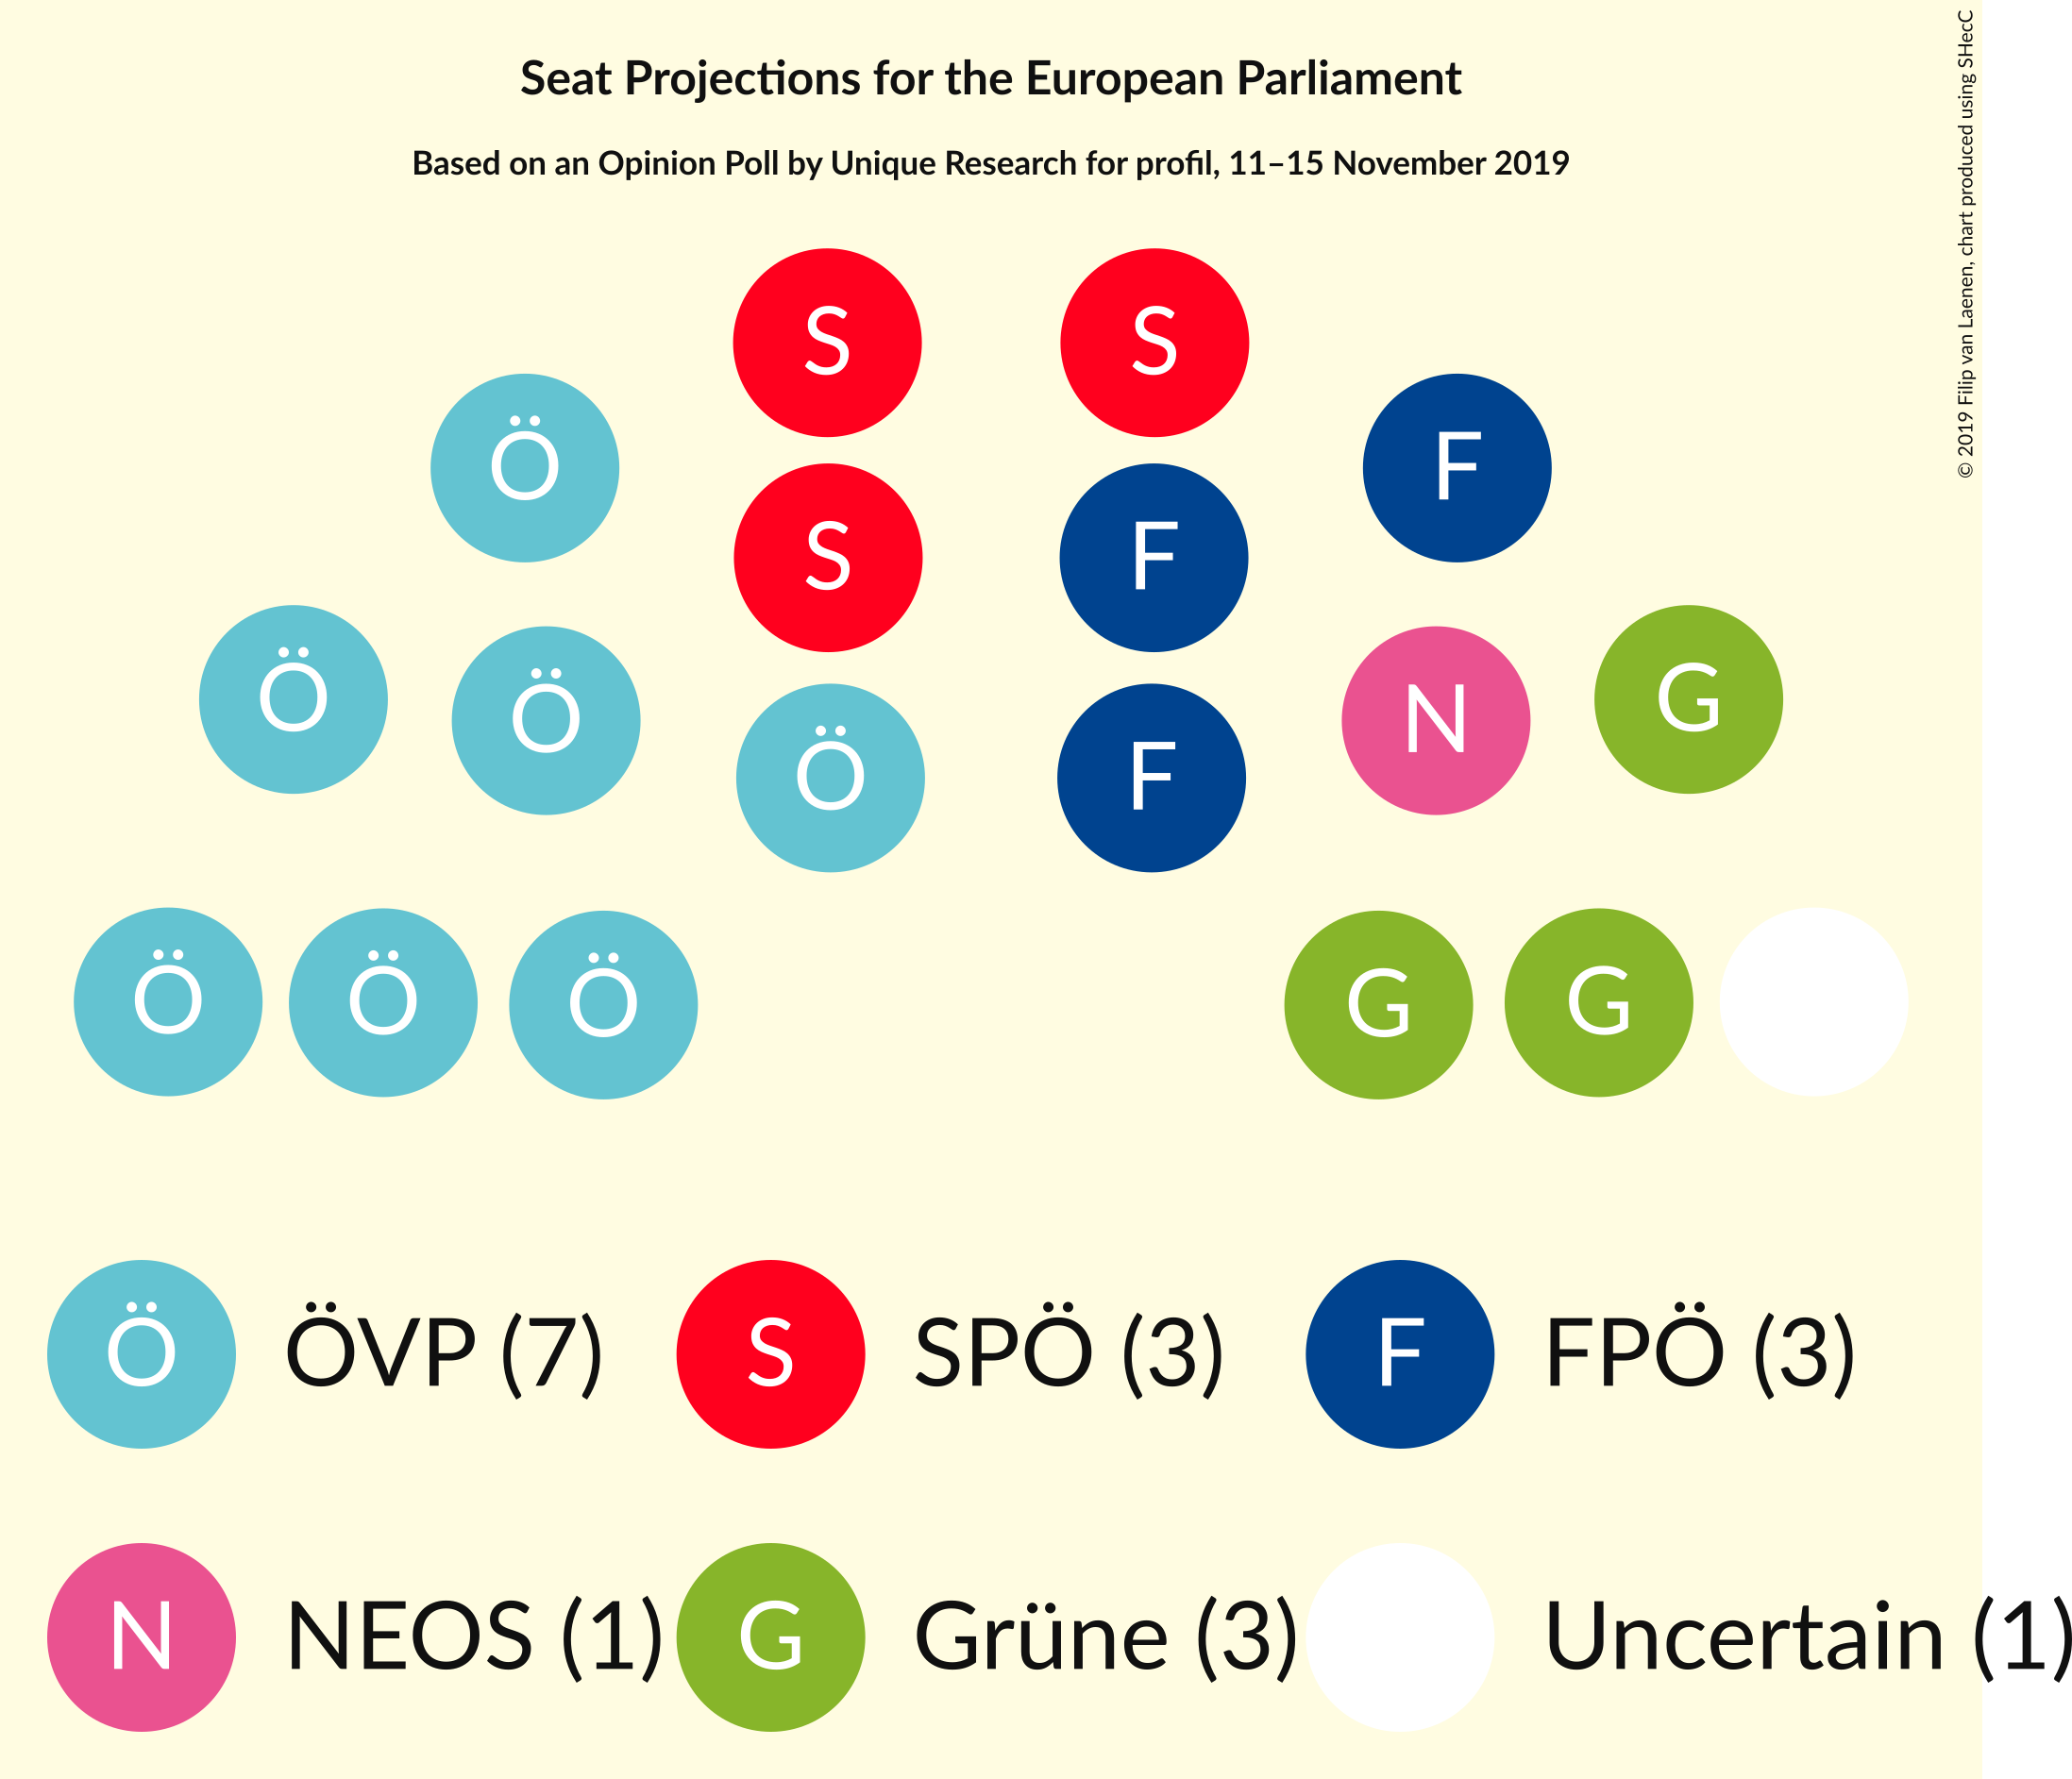 Seat Projections for the European Parliament
Based on an Opinion Poll by Unique Research for profil, 11–15 November 2019
© 2019 Filip van Laenen, chart produced using SHecC
S S
Ö F
S F
Ö Ö N G
Ö F
Ö Ö Ö G G
Ö ÖVP (7) S SPÖ (3) F FPÖ (3)
N NEOS (1) G Grüne (3) Uncertain (1)